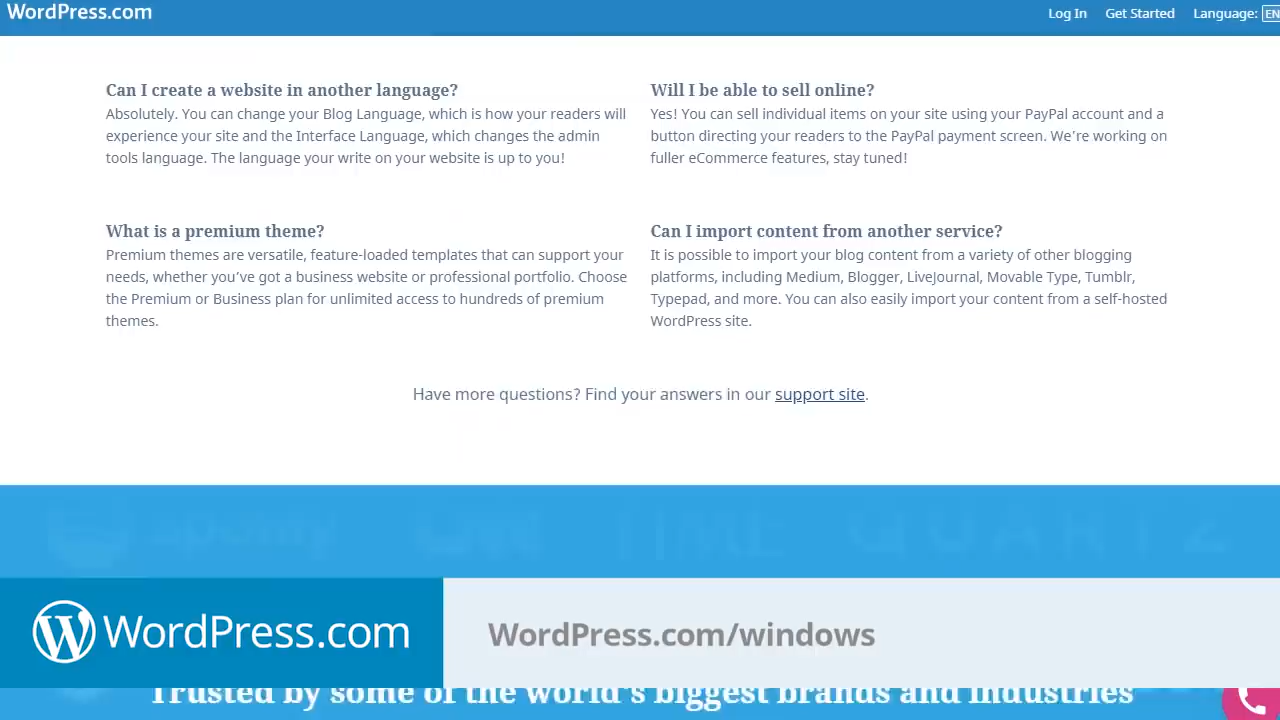 WordPress.com
Log In Get Started Language: EN
Can I create a website in another language?
Absolutely. You can change your Blog Language, which is how your readers will
experience your site and the Interface Language, which changes the admin
tools language. The language your write on your website is up to you!
Will I be able to sell online?
Yes! You can sell individual items on your site using your PayPal account and a
button directing your readers to the PayPal payment screen. We're working on
fuller eCommerce features, stay tuned!
What is a premium theme?
Premium themes are versatile, feature-loaded templates that can support your
needs, whether you've got a business website or professional portfolio. Choose
the Premium or Business plan for unlimited access to hundreds of premium
themes.
Can I import content from another service?
It is possible to import your blog content from a variety of other blogging
platforms, including Medium, Blogger, LiveJournal, Movable Type, Tumblr,
Typepad, and more. You can also easily import your content from a self-hosted
WordPress site.
Have more questions? Find your answers in our support site.
TIME QUARTZ
WordPress.com
WordPress.com/windows
Trusted by some of the world's biggest brands and industries